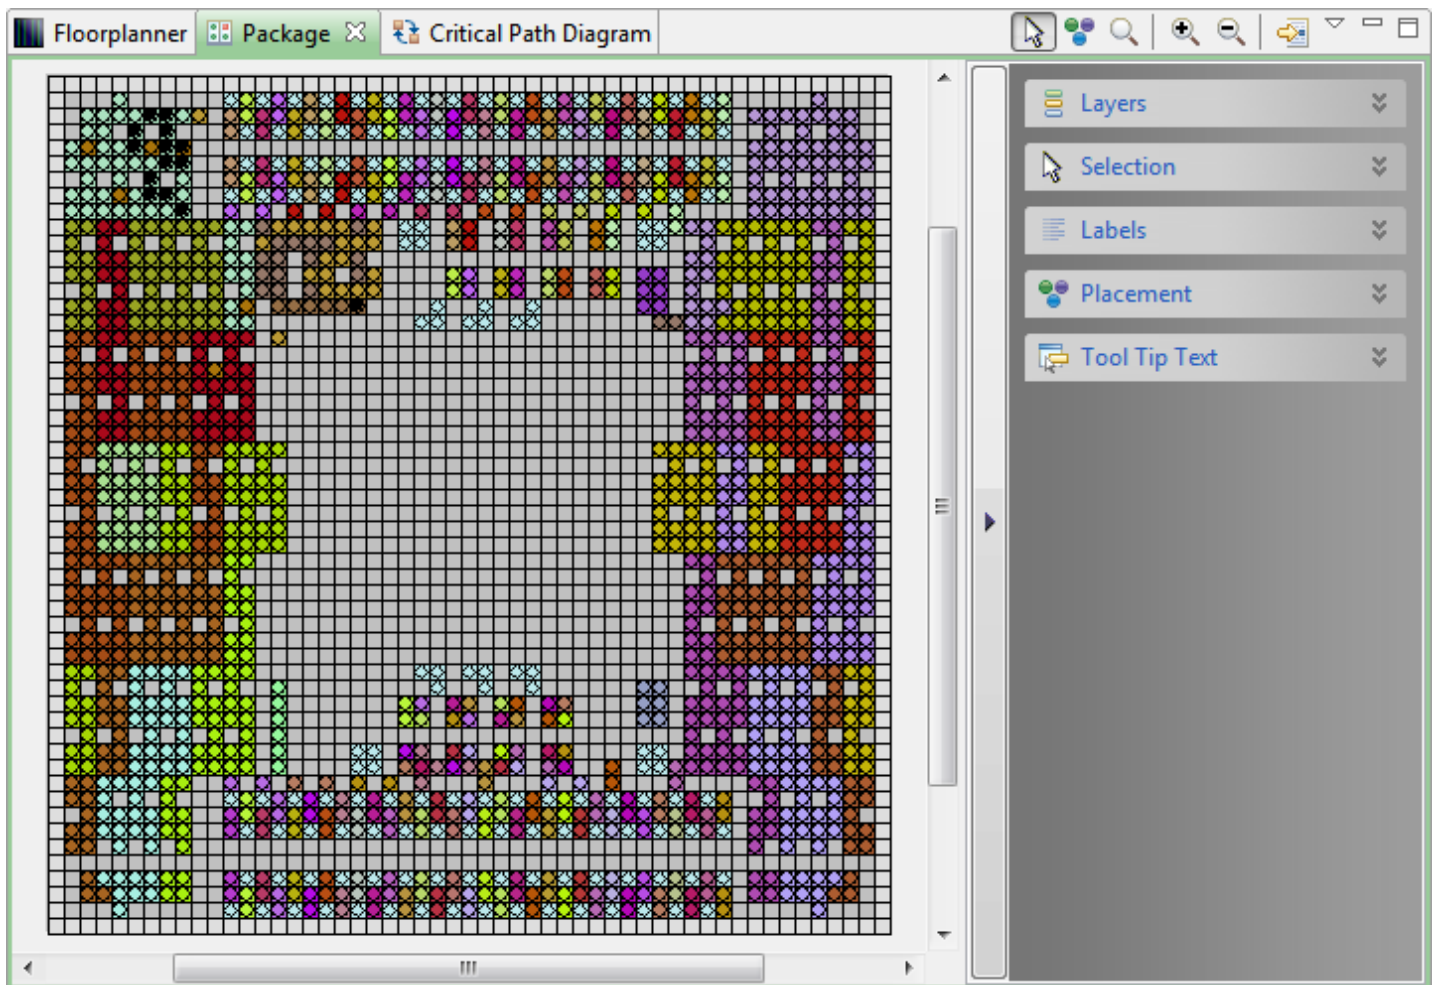 Floorplanner
Package
Critical Path Diagram
Layers
Selection
Labels
Placement
Tool Tip Text